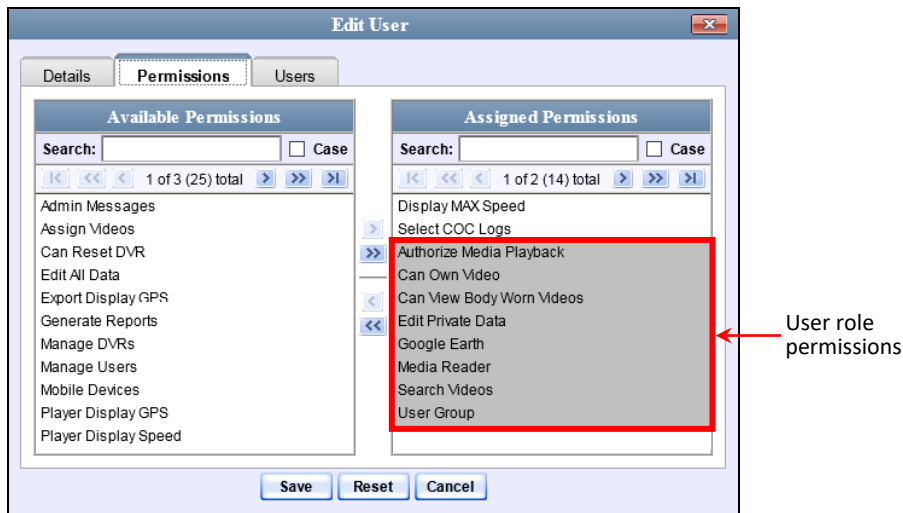 Edit User
Details Permissions Users
Available Permissions
Search: Case
1 of 3 (25) total
Admin Messages
Assign Videos
Can Reset DVR
Edit All Data
Export Display GPS
Generate Reports
Manage DVRs
Manage Users
Mobile Devices
Player Display GPS
Player Display Speed
Assigned Permissions
Search: Case
1 of 2 (14) total
Display MAX Speed
Select COC Logs
Authorize Media Playback
Can Own Video
Can View Body Worn Videos
Edit Private Data
Google Earth
Media Reader
Search Videos
User Group
User role
permissions
Save Reset Cancel